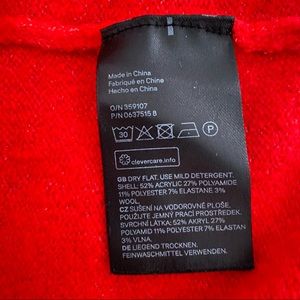 Made in China
Fabriqué en Chine
Hecho en China
O/N 359107
P/N 0637515 8
30
P
clevercare.info
GB DRY FLAT. USE MILD DETERGENT.
SHELL: 52% ACRYLIC 27% POLYAMIDE
11% POLYESTER 7% ELASTANE 3%
WOOL.
CZ SUŠENÍ NA VODOROVNÉ PLOŠE.
POUŽIJTE JEMNÝ PRACÍ PROSTŘEDEK.
SVRCHNÍ LÁTKA: 52% AKRYL 27%
POLYAMID 11% POLYESTER 7% ELASTAN
3% VLNA.
DE LIEGEND TROCKNEN.
FEINWASCHMITTEL VERWENDEN.